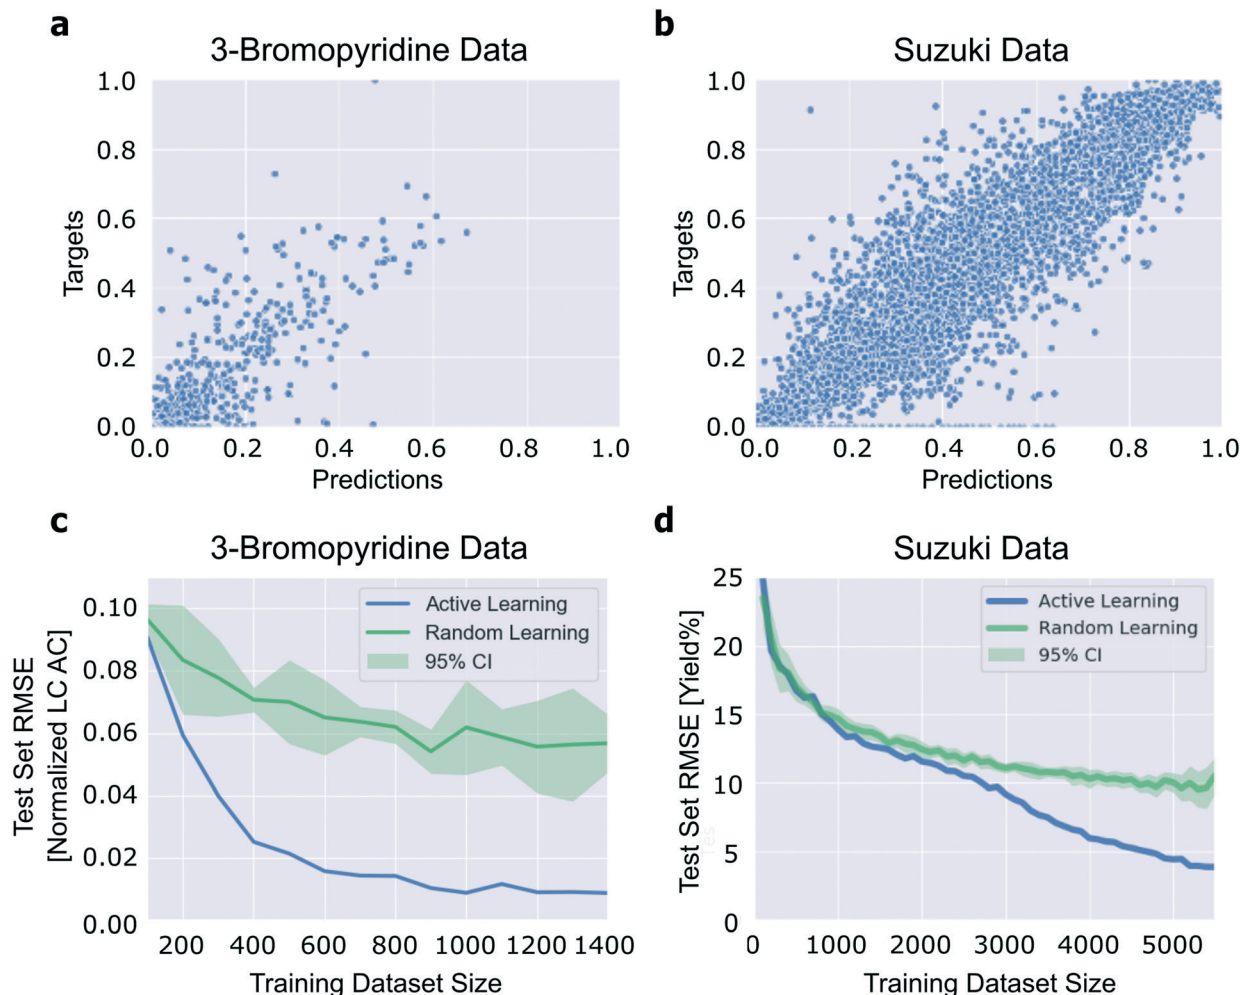 a
3-Bromopyridine Data
1.0
0.8
0.6
0.4
0.2
0.0
Targets
0.0 0.2 0.4 0.6 0.8 1.0
Predictions
b
Suzuki Data
1.0
0.8
0.6
0.4
0.2
0.0
Targets
0.0 0.2 0.4 0.6 0.8 1.0
Predictions
c
3-Bromopyridine Data
Active Learning
Random Learning
95% CI
0.10
0.08
0.06
0.04
0.02
0.00
Test Set RMSE
[Normalized LC AC]
200 400 600 800 1000 1200 1400
Training Dataset Size
d
Suzuki Data
Active Learning
Random Learning
95% CI
25
20
15
10
5
0
Test Set RMSE [Yield%]
0 1000 2000 3000 4000 5000
Training Dataset Size